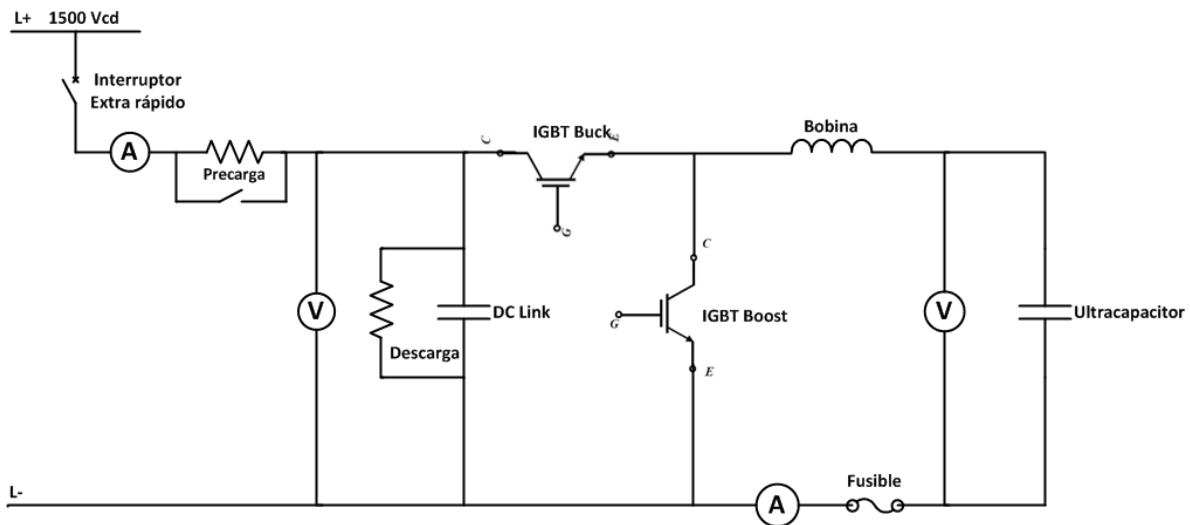 L+ 1500 Vcd
Interruptor
Extra rápido
A
Precarga
C
IGBT Buck
E
G
Bobina
V
Descarga
DC Link
C
G
IGBT Boost
E
V
Ultracapacitor
L-
A
Fusible